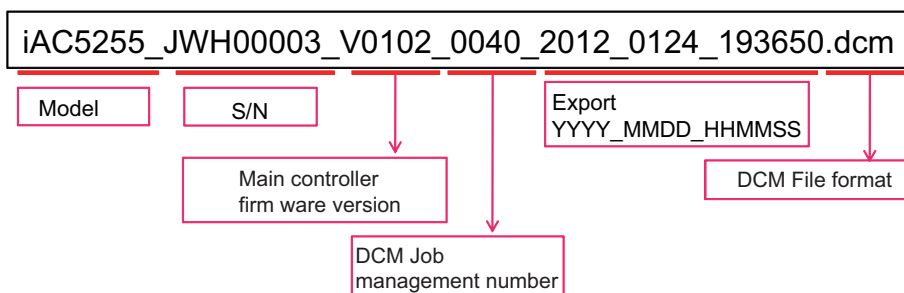 iAC5255_JWH00003_V0102_0040_2012_0124_193650.dcm
Model
S/N
Export
YYYY_MMDD_HHMMSS
Main controller
firm ware version
DCM File format
DCM Job
management number